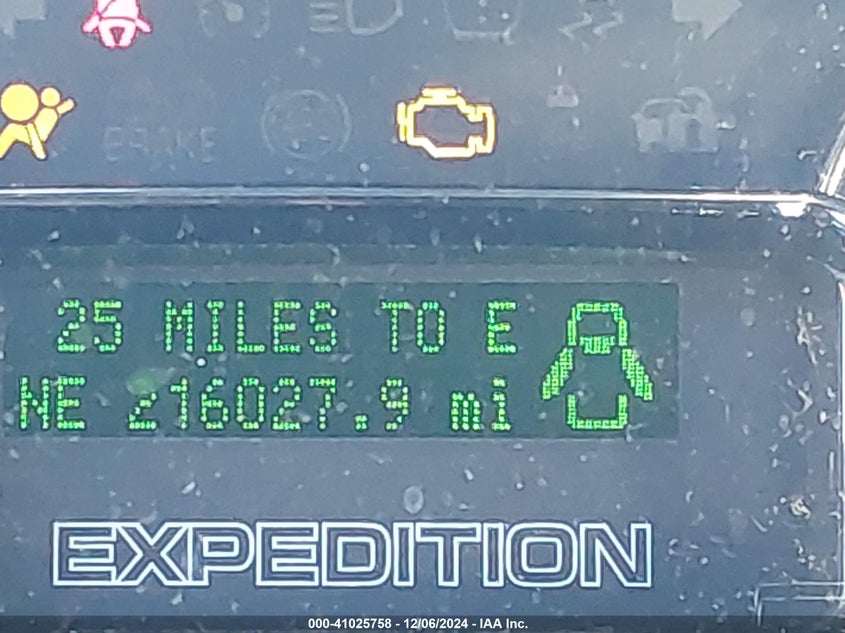 BRAKE
25 MILES TO E
NE 216027.9 mi
EXPEDITION
000-41025758 - 12/06/2024 - IAA Inc.